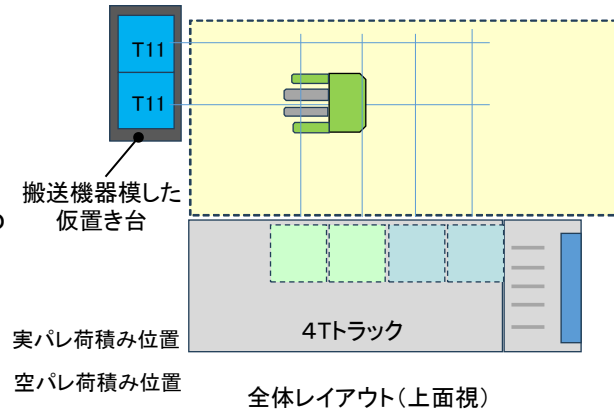 T11
T11
搬送機器模した
仮置き台
4Tトラック
実パレ荷積み位置
空パレ荷積み位置
全体レイアウト(上面視)